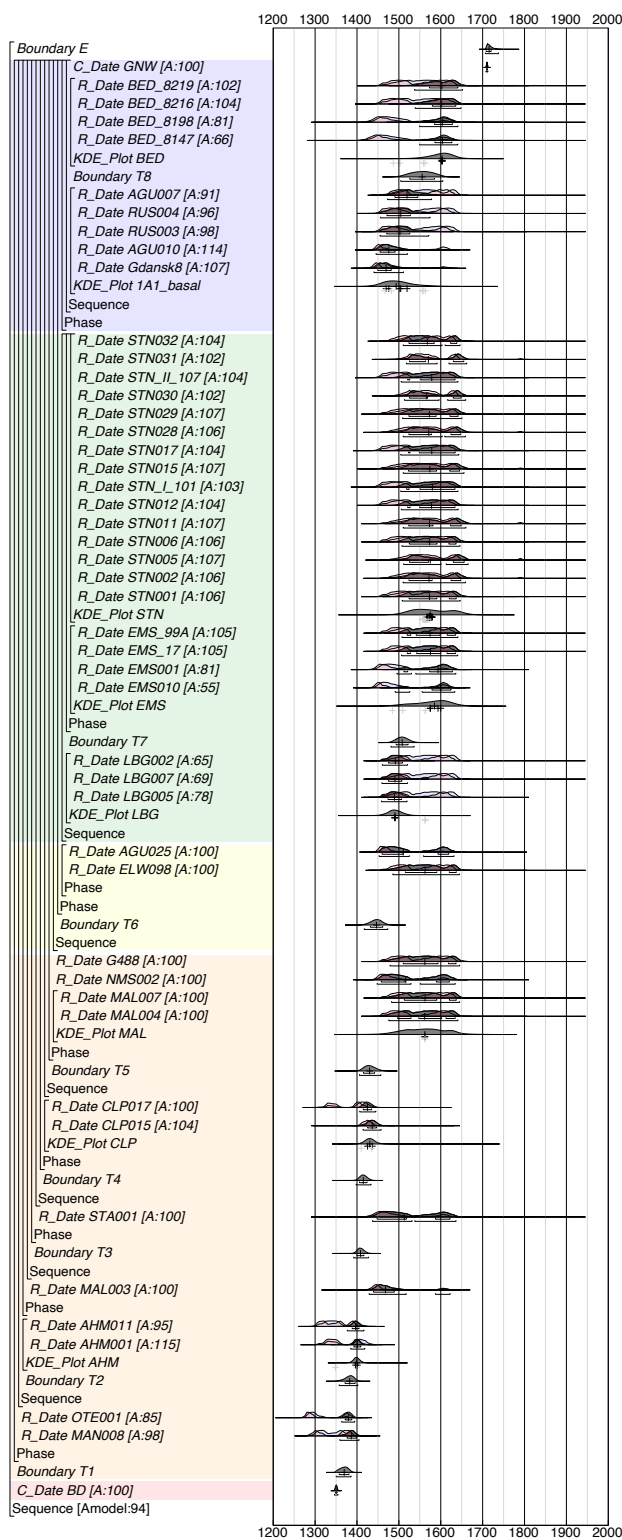 1200 1300 1400 1500 1600 1700 1800 1900 2000
Boundary E
C_Date GNW [A:100]
R_Date BED_8219 [A:102]
R_Date BED_8216 [A:104]
R_Date BED_8198 [A:81]
R_Date BED_8147 [A:66]
KDE_Plot BED
Boundary T8
R_Date AGU007 [A:91]
R_Date RUS004 [A:96]
R_Date RUS003 [A:98]
R_Date AGU010 [A:114]
R_Date Gdansk8 [A:107]
KDE_Plot 1A1_basal
Sequence
Phase
R_Date STN032 [A:104]
R_Date STN031 [A:102]
R_Date STN_II_107 [A:104]
R_Date STN030 [A:102]
R_Date STN029 [A:107]
R_Date STN028 [A:106]
R_Date STN017 [A:104]
R_Date STN015 [A:107]
R_Date STN_I_101 [A:103]
R_Date STN012 [A:104]
R_Date STN011 [A:107]
R_Date STN006 [A:106]
R_Date STN005 [A:107]
R_Date STN002 [A:106]
R_Date STN001 [A:106]
KDE_Plot STN
R_Date EMS_99A [A:105]
R_Date EMS_17 [A:105]
R_Date EMS001 [A:81]
R_Date EMS010 [A:55]
KDE_Plot EMS
Phase
Boundary T7
R_Date LBG002 [A:65]
R_Date LBG007 [A:69]
R_Date LBG005 [A:78]
KDE_Plot LBG
Sequence
R_Date AGU025 [A:100]
R_Date ELW098 [A:100]
Phase
Phase
Boundary T6
Sequence
R_Date G488 [A:100]
R_Date NMS002 [A:100]
R_Date MAL007 [A:100]
R_Date MAL004 [A:100]
KDE_Plot MAL
Phase
Boundary T5
Sequence
R_Date CLP017 [A:100]
R_Date CLP015 [A:104]
KDE_Plot CLP
Phase
Boundary T4
Sequence
R_Date STA001 [A:100]
Phase
Boundary T3
Sequence
R_Date MAL003 [A:100]
Phase
R_Date AHM011 [A:95]
R_Date AHM001 [A:115]
KDE_Plot AHM
Boundary T2
Sequence
R_Date OTE001 [A:85]
R_Date MAN008 [A:98]
Phase
Boundary T1
C_Date BD [A:100]
Sequence [Amodel:94]
1200 1300 1400 1500 1600 1700 1800 1900 2000